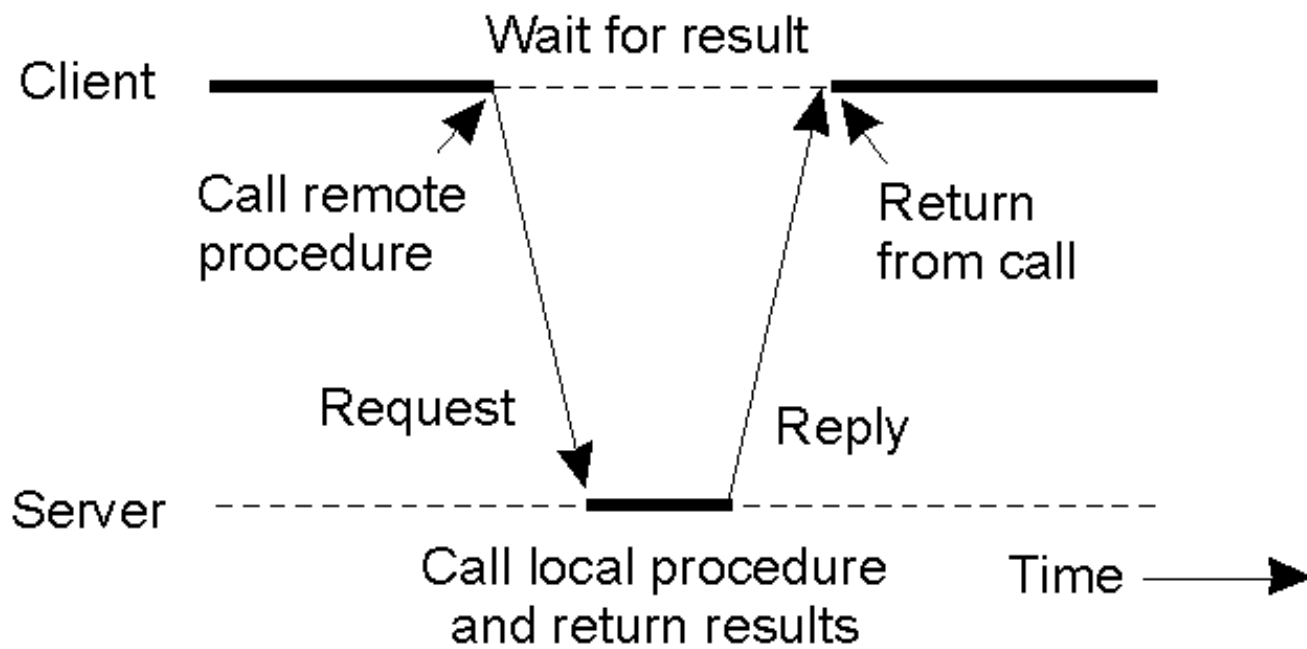 Wait for result
Client
Call remote
procedure
Return
from call
Request
Reply
Server
Call local procedure
and return results
Time